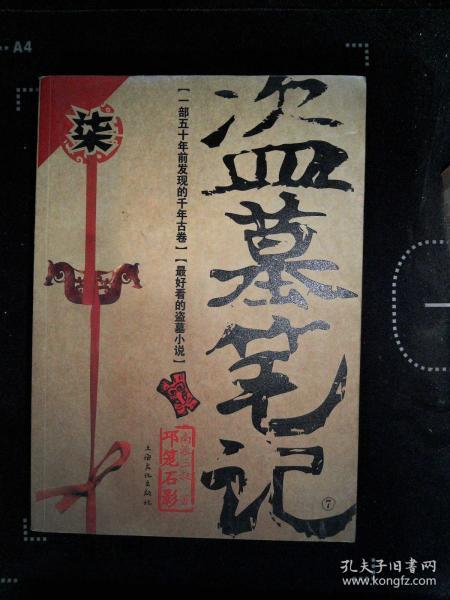 A4
柒
盗墓笔记
[一部五十年前发现的千年古卷][最好看的盗墓小说]
南派三叔 著
邛笼石影
上海文化出版社
⑦
孔夫子旧书网
www.kongfz.com